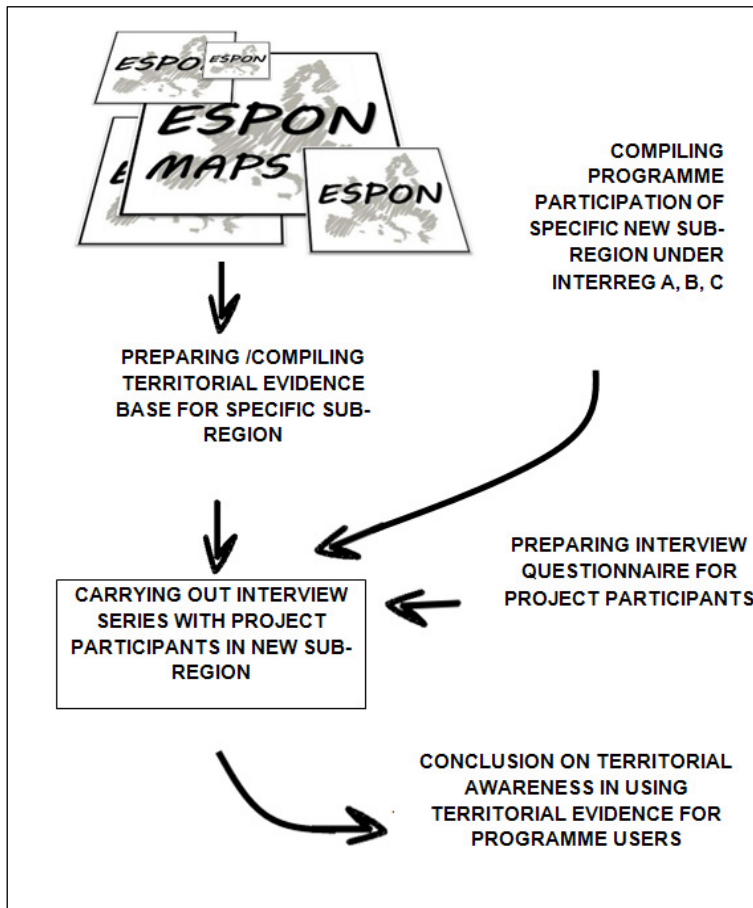 ESPON
ESPON
ESPON
MAPS
ESPON
COMPILING
PROGRAMME
PARTICIPATION OF
SPECIFIC NEW SUB-
REGION UNDER
INTERREG A, B, C
PREPARING /COMPILING
TERRITORIAL EVIDENCE
BASE FOR SPECIFIC SUB-
REGION
PREPARING INTERVIEW
QUESTIONNAIRE FOR
PROJECT PARTICIPANTS
CARRYING OUT INTERVIEW
SERIES WITH PROJECT
PARTICIPANTS IN NEW SUB-
REGION
CONCLUSION ON TERRITORIAL
AWARENESS IN USING
TERRITORIAL EVIDENCE FOR
PROGRAMME USERS